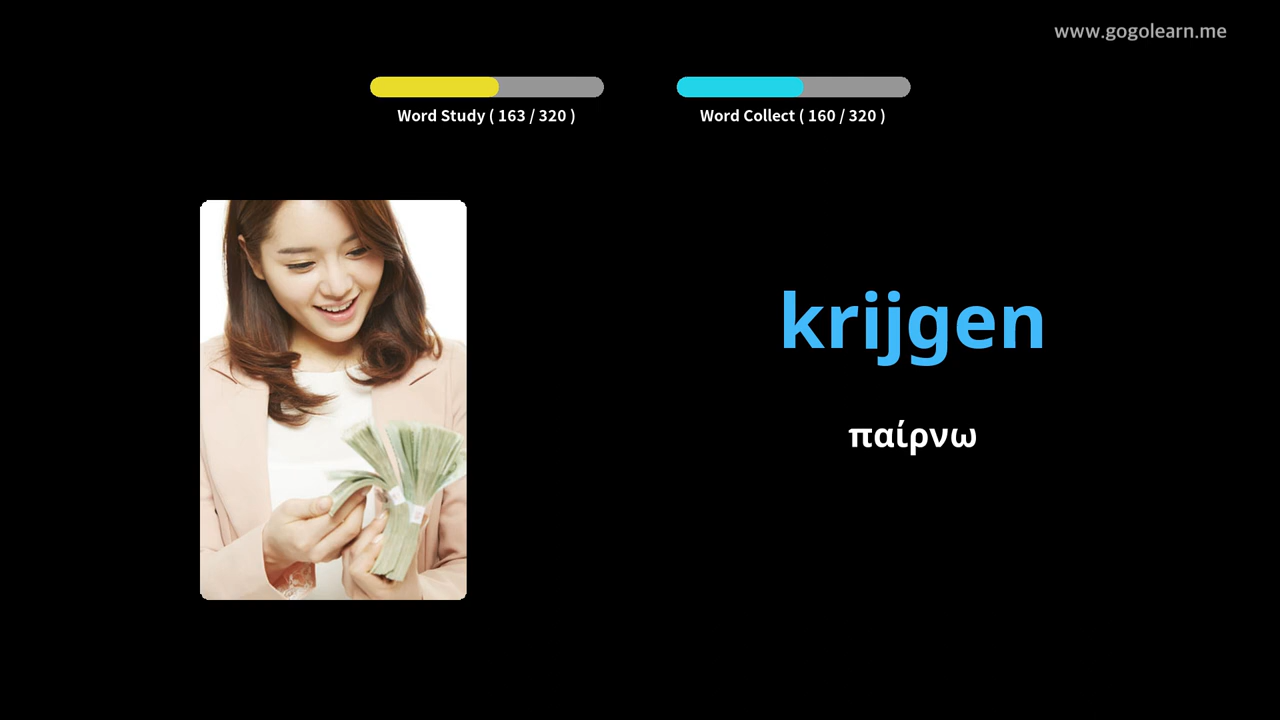 www.gogolearn.me
Word Study ( 163 / 320 )
Word Collect ( 160 / 320 )
krijgen
παίρνω